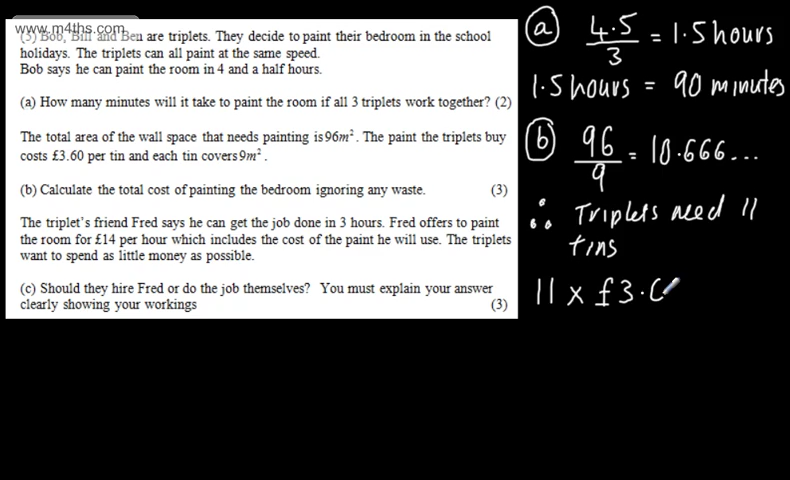 www.m4ths.com
(5) Bob, Bill and Ben are triplets. They decide to paint their bedroom in the school
holidays. The triplets can all paint at the same speed.
Bob says he can paint the room in 4 and a half hours.
(a) How many minutes will it take to paint the room if all 3 triplets work together? (2)
The total area of the wall space that needs painting is 96m². The paint the triplets buy
costs £3.60 per tin and each tin covers 9m².
(b) Calculate the total cost of painting the bedroom ignoring any waste. (3)
The triplet's friend Fred says he can get the job done in 3 hours. Fred offers to paint
the room for £14 per hour which includes the cost of the paint he will use. The triplets
want to spend as little money as possible.
(c) Should they hire Fred or do the job themselves? You must explain your answer
clearly showing your workings (3)
(a) 4.5/3 = 1.5 hours
1.5 hours = 90 minutes
(b) 96/9 = 10.666...
∴ Triplets need 11
tins
11 x £3.